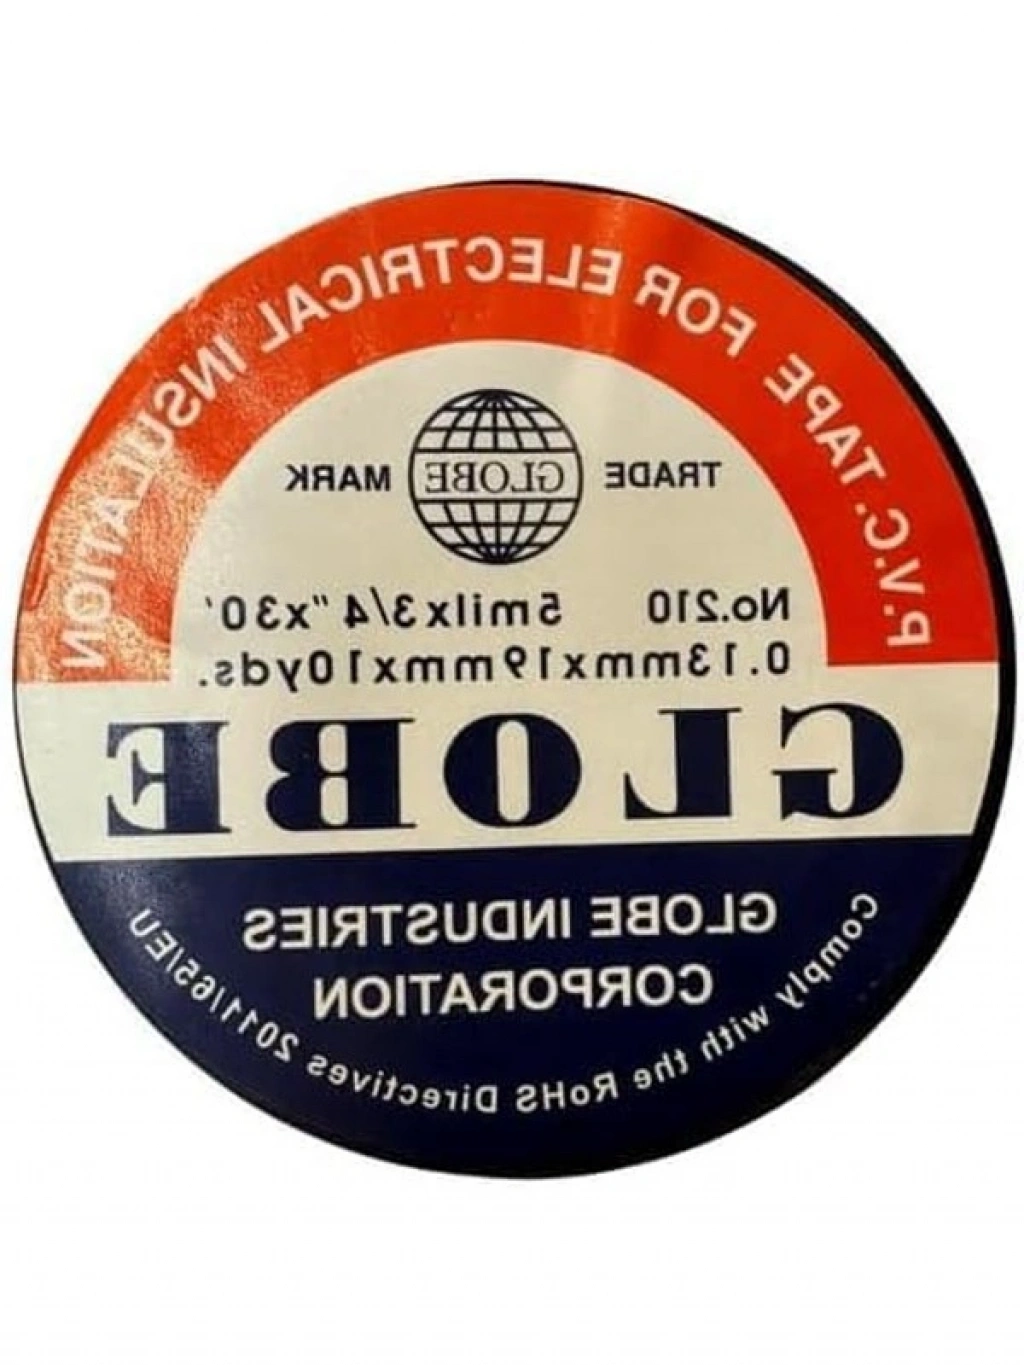 P.V.C. TAPE FOR ELECTRICAL INSULATION
TRADE GLOBE MARK
No.210 5milx3/4"x30'
0.13mmx19mmx10yds.
GLOBE
GLOBE INDUSTRIES
CORPORATION
Comply with the RoHS Directives 2011/65/EU